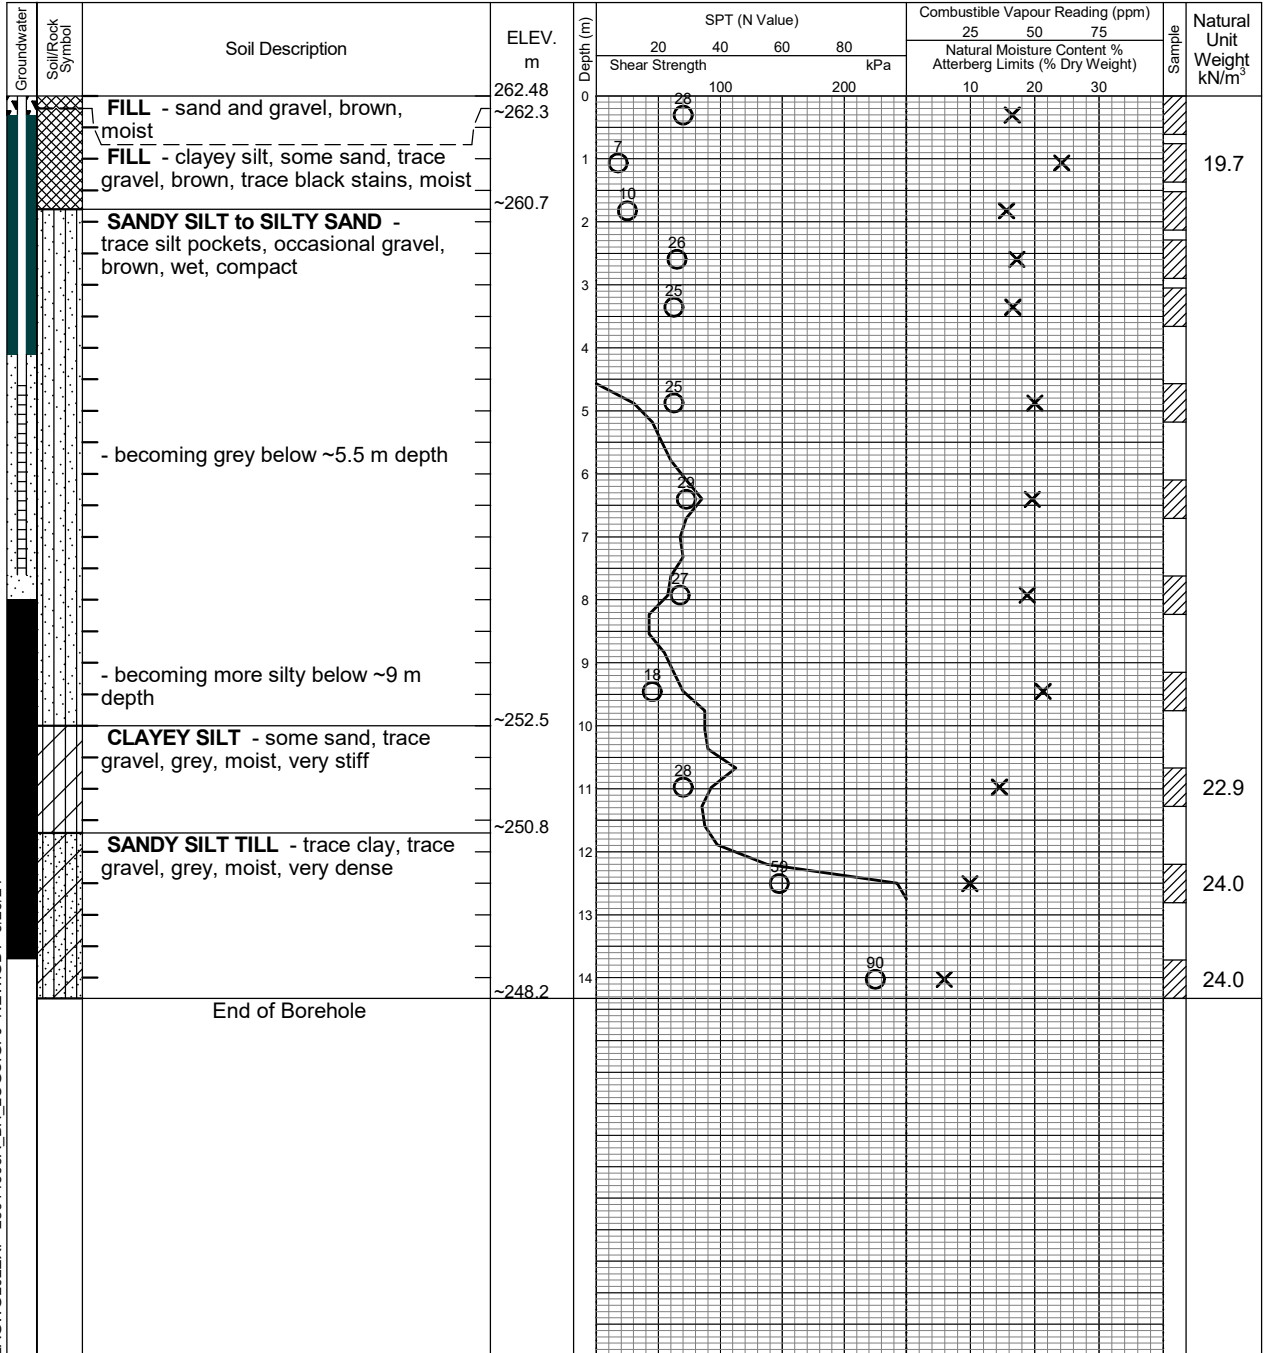 Groundwater
Soil/Rock
Symbol
Soil Description
ELEV.
m
Depth (m)
SPT (N Value)
20 40 60 80
Shear Strength kPa
100 200
Combustible Vapour Reading (ppm)
25 50 75
Natural Moisture Content %
Atterberg Limits (% Dry Weight)
10 20 30
Sample
Natural
Unit
Weight
kN/m³
262.48
0
FILL - sand and gravel, brown,
moist
~262.3
28
FILL - clayey silt, some sand, trace
gravel, brown, trace black stains, moist
1
7
19.7
~260.7
10
SANDY SILT to SILTY SAND -
trace silt pockets, occasional gravel,
brown, wet, compact
2
26
3
25
4
25
5
- becoming grey below ~5.5 m depth
6
29
7
27
8
- becoming more silty below ~9 m
depth
9
18
~252.5
10
CLAYEY SILT - some sand, trace
gravel, grey, moist, very stiff
28
11
22.9
~250.8
SANDY SILT TILL - trace clay, trace
gravel, grey, moist, very dense
12
59
24.0
13
90
14
24.0
~248.2
End of Borehole